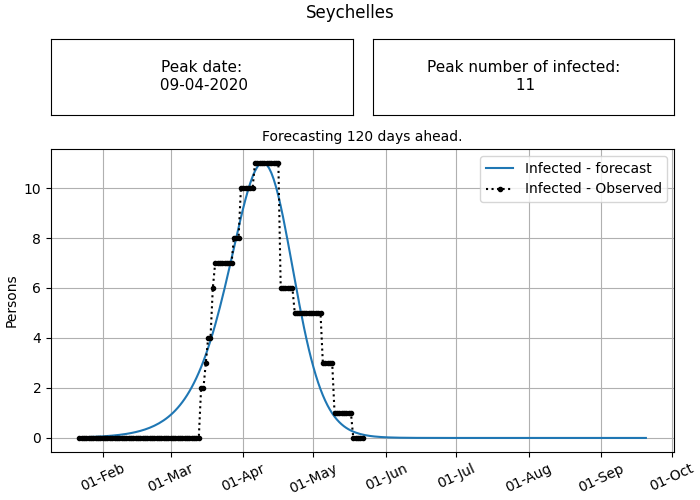 Seychelles
Peak date:
09-04-2020
Peak number of infected:
11
Forecasting 120 days ahead.
Infected - forecast
Infected - Observed
Persons
10
8
6
4
2
0
01-Feb
01-Mar
01-Apr
01-May
01-Jun
01-Jul
01-Aug
01-Sep
01-Oct